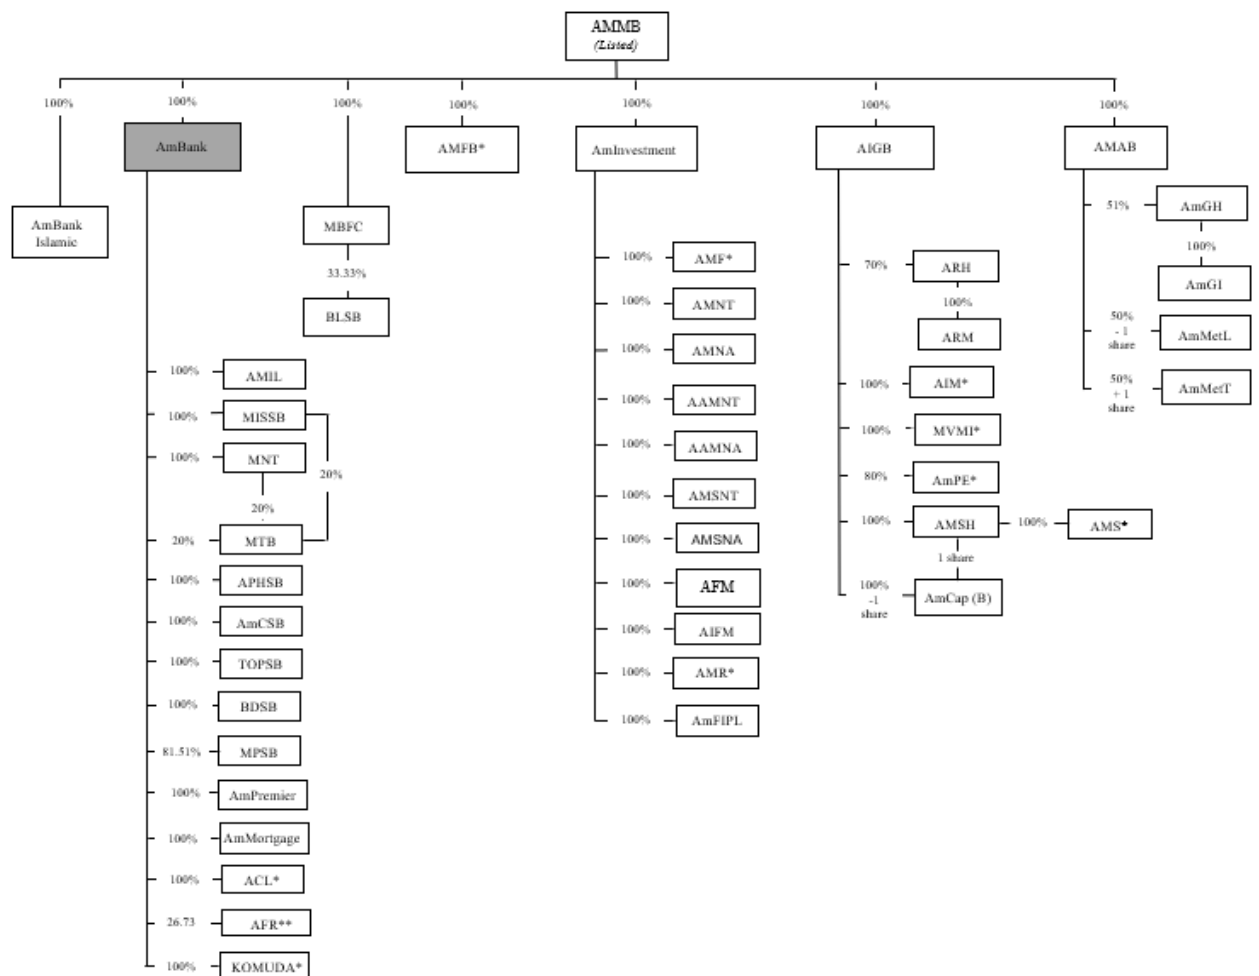 AMMB
(Listed)
100%
100%
100%
100%
100%
100%
100%
AmBank
AMFB*
AmInvestment
AIGB
AMAB
AmBank
Islamic
MBFC
33.33%
BLSB
100%
AMIL
100%
MISSB
100%
MNT
20%
20%
20%
MTB
100%
APHSB
100%
AmCSB
100%
TOPSB
100%
BDSB
81.51%
MPSB
100%
AmPremier
100%
AmMortgage
100%
ACL*
26.73
AFR**
100%
KOMUDA*
100%
AMF*
100%
AMNT
100%
AMNA
100%
AAMNT
100%
AAMNA
100%
AMSNT
100%
AMSNA
100%
AFM
100%
AIFM
100%
AMR*
100%
AmFIPL
70%
ARH
100%
ARM
100%
AIM*
100%
MVMI*
80%
AmPE*
100%
AMSH
100%
AMS*
1 share
100%
-1
share
AmCap (B)
51%
AmGH
100%
AmGI
50%
- 1
share
AmMetL
50%
+ 1
share
AmMetT